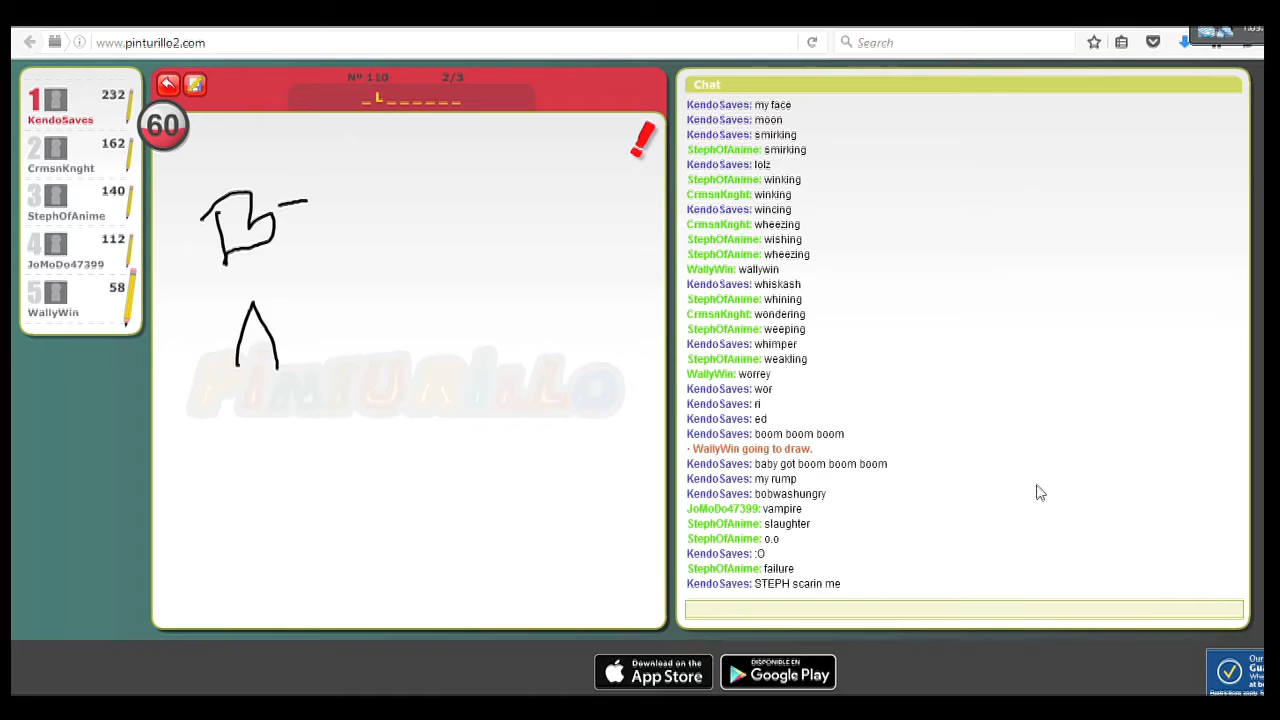 www.pinturillo2.com
Search
1 232
KendoSaves
2 162
CrmsnKnght
3 140
StephOfAnime
4 112
JoMoDo47399
5 58
WallyWin
60
Nº 110 2/3
_ L _ _ _ _ _ _
B -
PINTURILLO
Chat
KendoSaves: my face
KendoSaves: moon
KendoSaves: smirking
StephOfAnime: smirking
KendoSaves: lolz
StephOfAnime: winking
CrmsnKnght: winking
KendoSaves: wincing
CrmsnKnght: wheezing
StephOfAnime: wishing
StephOfAnime: wheezing
WallyWin: wallywin
KendoSaves: whiskash
StephOfAnime: whining
CrmsnKnght: wondering
StephOfAnime: weeping
KendoSaves: whimper
StephOfAnime: weakling
WallyWin: worrey
KendoSaves: wor
KendoSaves: ri
KendoSaves: ed
KendoSaves: boom boom boom
· WallyWin going to draw.
KendoSaves: baby got boom boom boom
KendoSaves: my rump
KendoSaves: bobwashungry
JoMoDo47399: vampire
StephOfAnime: slaughter
StephOfAnime: o.o
KendoSaves: :O
StephOfAnime: failure
KendoSaves: STEPH scarin me
Download on the
App Store
DISPONIBLE EN
Google Play